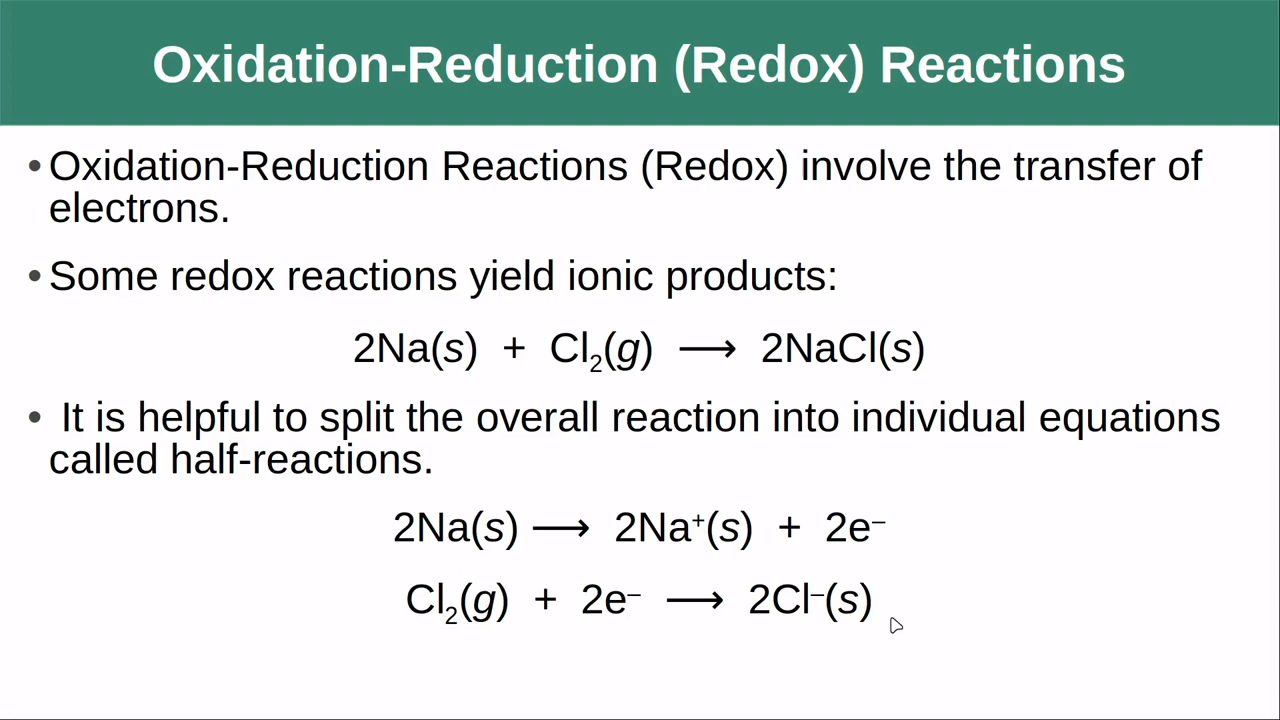 Oxidation-Reduction (Redox) Reactions
•Oxidation-Reduction Reactions (Redox) involve the transfer of
electrons.
•Some redox reactions yield ionic products:
2Na(s) + Cl₂(g) ⟶ 2NaCl(s)
• It is helpful to split the overall reaction into individual equations
called half-reactions.
2Na(s) ⟶ 2Na⁺(s) + 2e⁻
Cl₂(g) + 2e⁻ ⟶ 2Cl⁻(s)